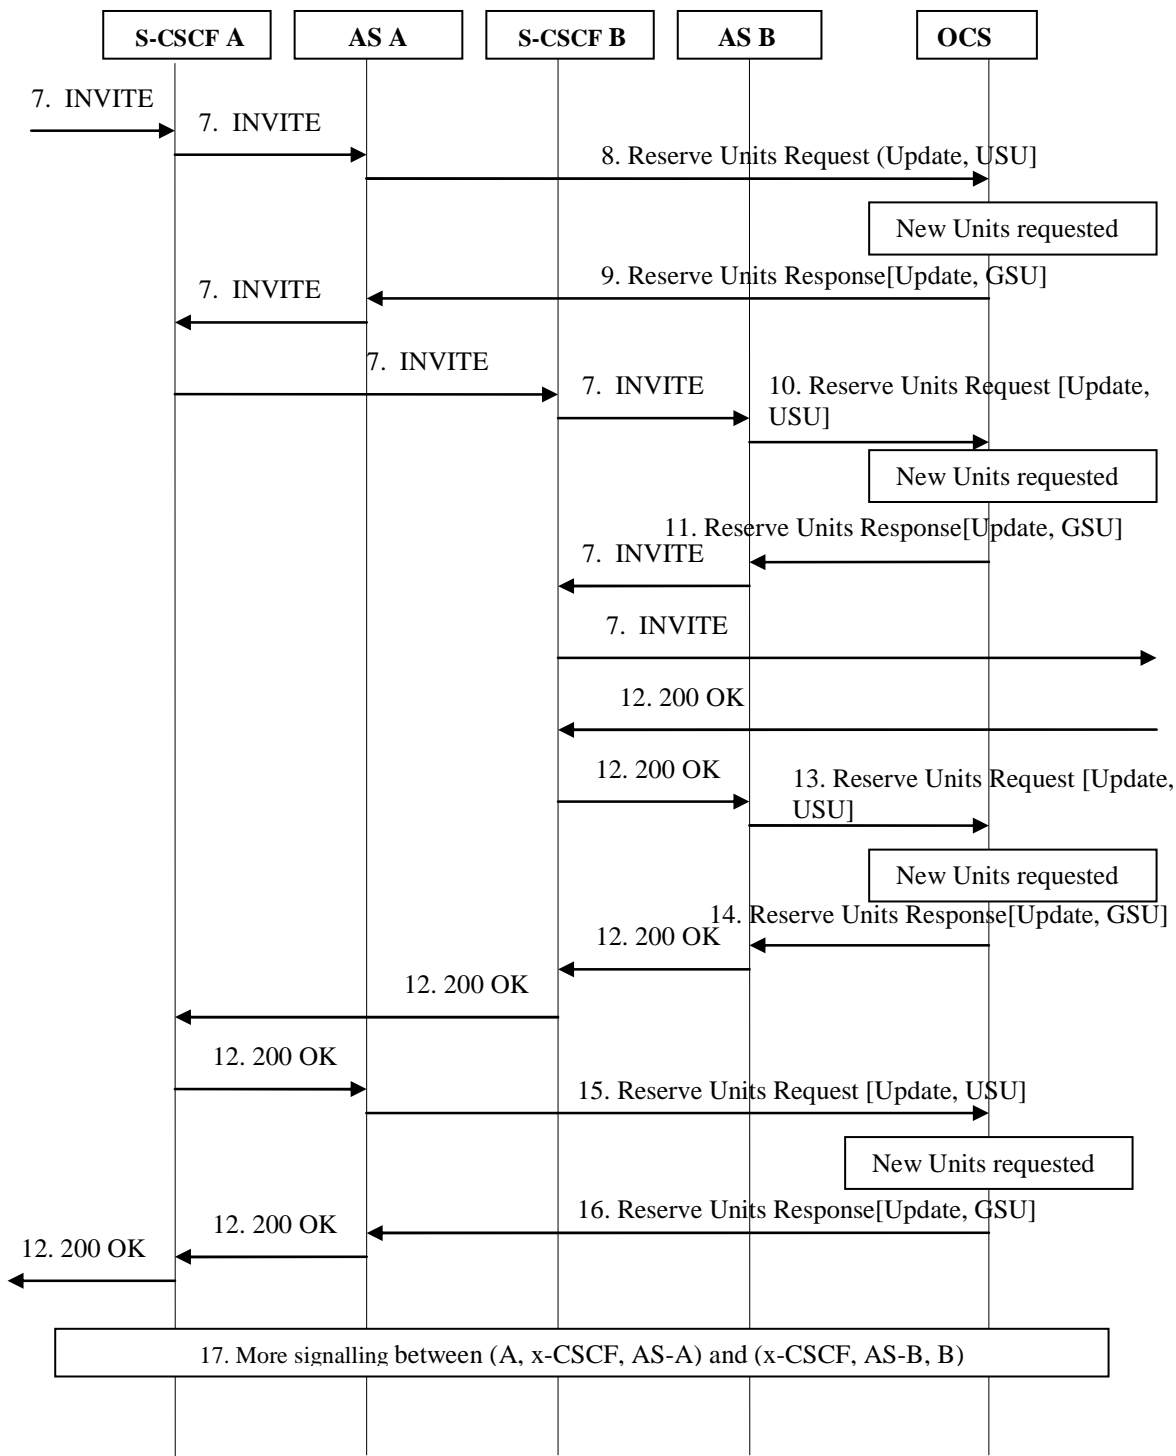 S-CSCF A
AS A
S-CSCF B
AS B
OCS
7. INVITE
7. INVITE
8. Reserve Units Request (Update, USU]
New Units requested
9. Reserve Units Response[Update, GSU]
7. INVITE
7. INVITE
7. INVITE
10. Reserve Units Request [Update,
USU]
New Units requested
11. Reserve Units Response[Update, GSU]
7. INVITE
7. INVITE
12. 200 OK
12. 200 OK
13. Reserve Units Request [Update,
USU]
New Units requested
14. Reserve Units Response[Update, GSU]
12. 200 OK
12. 200 OK
12. 200 OK
15. Reserve Units Request [Update, USU]
New Units requested
16. Reserve Units Response[Update, GSU]
12. 200 OK
12. 200 OK
17. More signalling between (A, x-CSCF, AS-A) and (x-CSCF, AS-B, B)